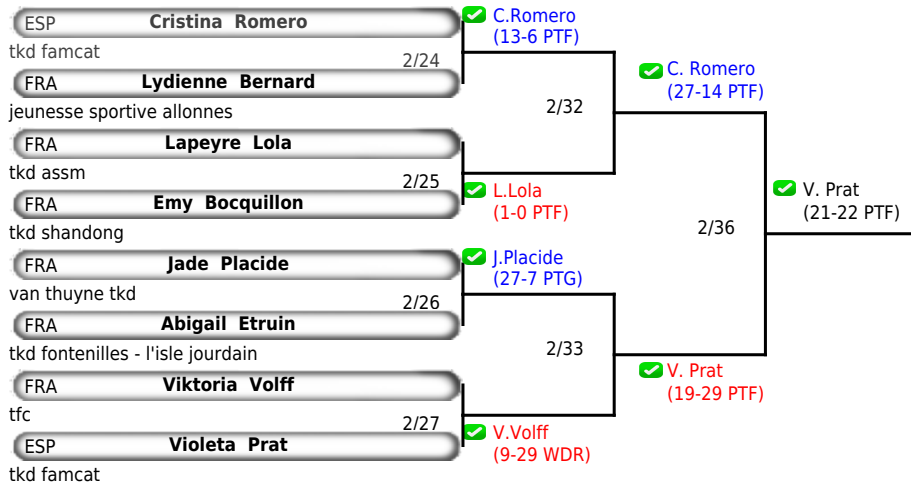 ESP Cristina Romero
tkd famcat
2/24
FRA Lydienne Bernard
jeunesse sportive allonnes
C.Romero
(13-6 PTF)
FRA Lapeyre Lola
tkd assm
2/25
FRA Emy Bocquillon
tkd shandong
L.Lola
(1-0 PTF)
2/32
C. Romero
(27-14 PTF)
FRA Jade Placide
van thuyne tkd
2/26
FRA Abigail Etruin
tkd fontenilles - l'isle jourdain
J.Placide
(27-7 PTG)
FRA Viktoria Volff
tfc
2/27
ESP Violeta Prat
tkd famcat
V.Volff
(9-29 WDR)
2/33
V. Prat
(19-29 PTF)
2/36
V. Prat
(21-22 PTF)